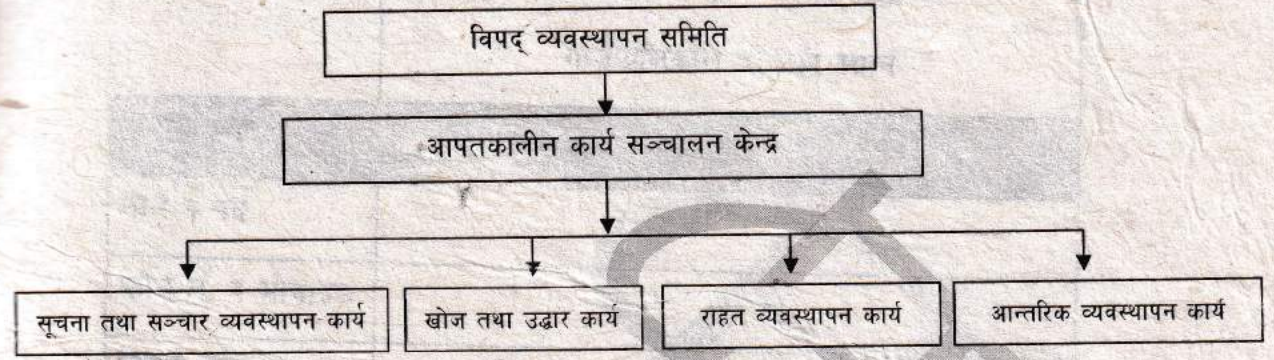 विपद् व्यवस्थापन समिति
आपतकालीन कार्य सञ्चालन केन्द्र
सूचना तथा सञ्चार व्यवस्थापन कार्य
खोज तथा उद्धार कार्य
राहत व्यवस्थापन कार्य
आन्तरिक व्यवस्थापन कार्य